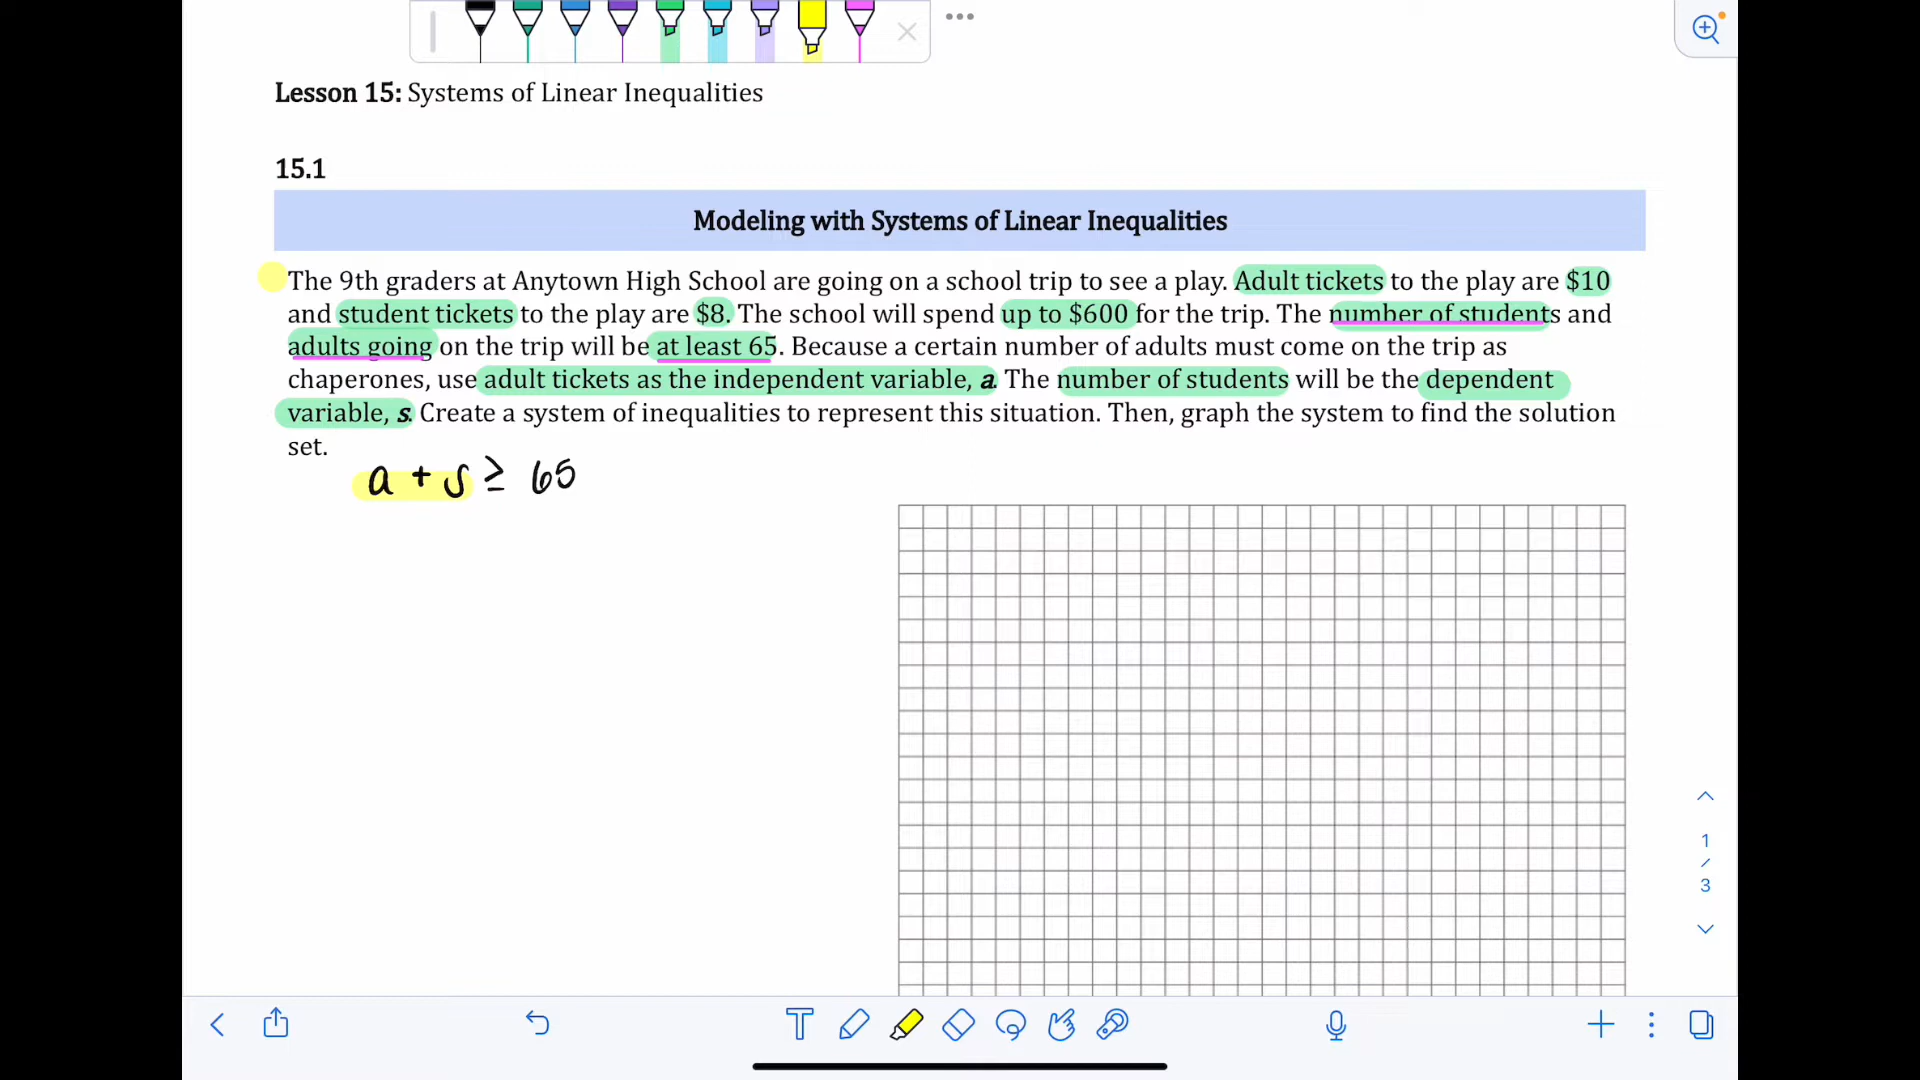 Lesson 15: Systems of Linear Inequalities
15.1
Modeling with Systems of Linear Inequalities
The 9th graders at Anytown High School are going on a school trip to see a play. Adult tickets to the play are $10
and student tickets to the play are $8. The school will spend up to $600 for the trip. The number of students and
adults going on the trip will be at least 65. Because a certain number of adults must come on the trip as
chaperones, use adult tickets as the independent variable, a. The number of students will be the dependent
variable, s. Create a system of inequalities to represent this situation. Then, graph the system to find the solution
set.
a + s ≥ 65
1
/
3